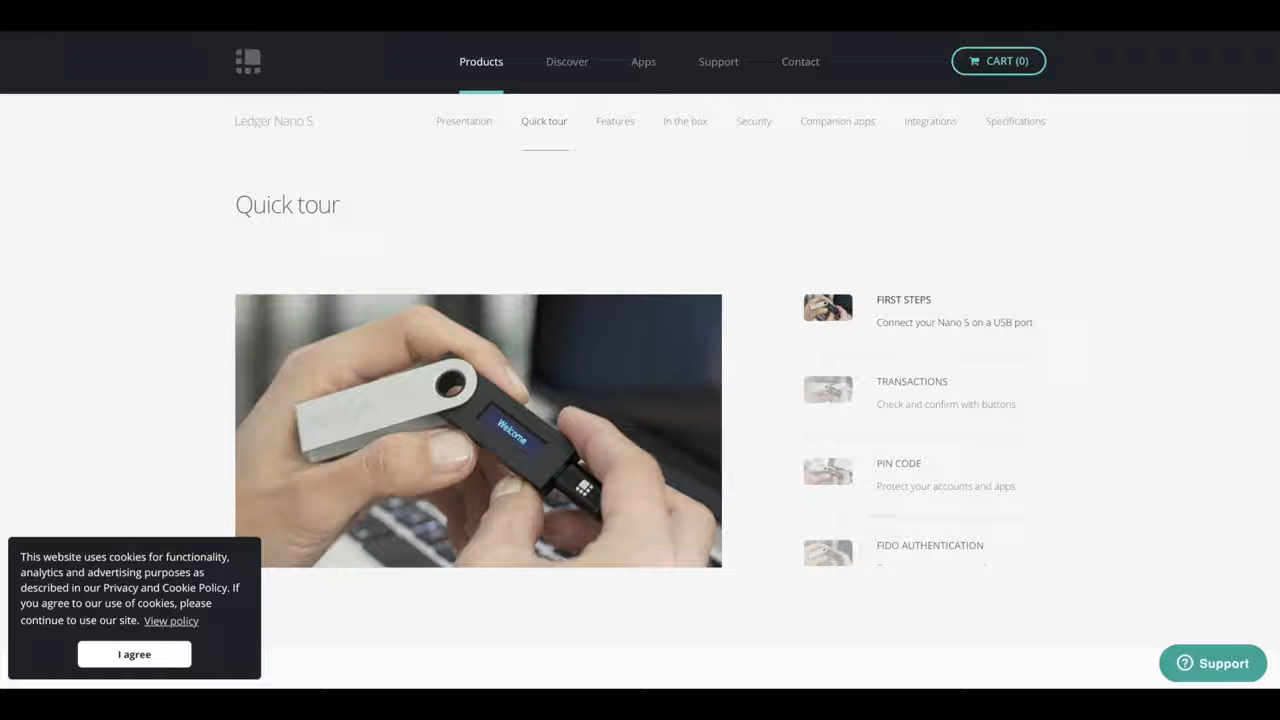 Products
Discover
Apps
Support
Contact
CART (0)
Ledger Nano S
Presentation
Quick tour
Features
In the box
Security
Companion apps
Integrations
Specifications
Quick tour
Welcome
FIRST STEPS
Connect your Nano S on a USB port
TRANSACTIONS
Check and confirm with buttons
PIN CODE
Protect your accounts and apps
FIDO AUTHENTICATION
This website uses cookies for functionality,
analytics and advertising purposes as
described in our Privacy and Cookie Policy. If
you agree to our use of cookies, please
continue to use our site. View policy
I agree
Support